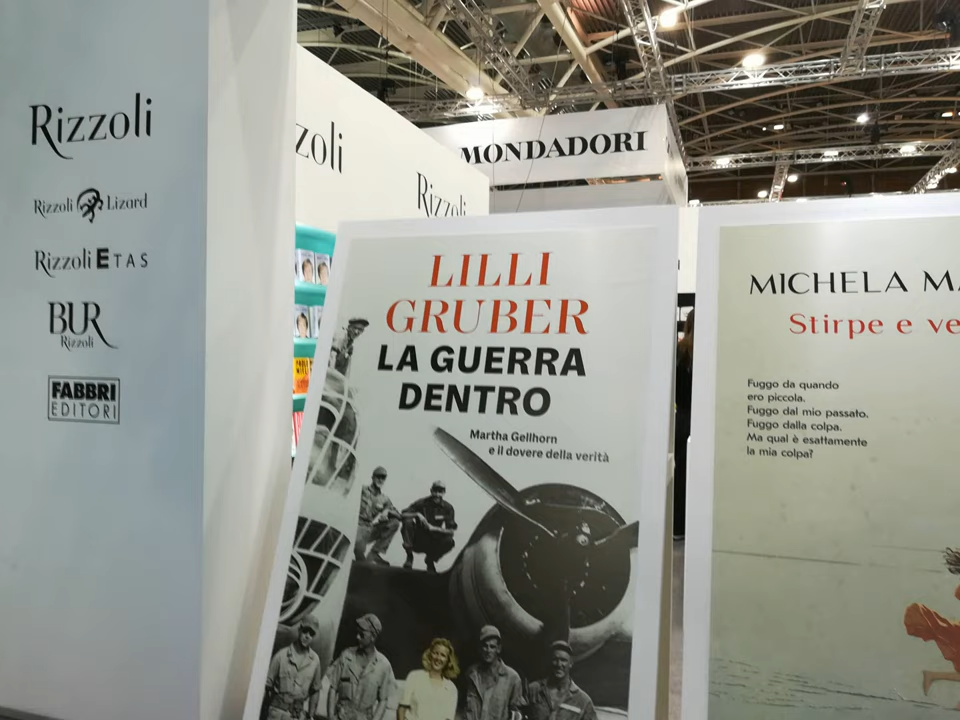 Rizzoli
Rizzoli Lizard
Rizzoli ETAS
BUR
Rizzoli
FABBRI
EDITORI
zoli
Rizzoli
MONDADORI
LILLI
GRUBER
LA GUERRA
DENTRO
Martha Gellhorn
e il dovere della verità
MICHELA MA
Stirpe e ve
Fuggo da quando
ero piccola.
Fuggo dal mio passato.
Fuggo dalla colpa.
Ma qual è esattamente
la mia colpa?